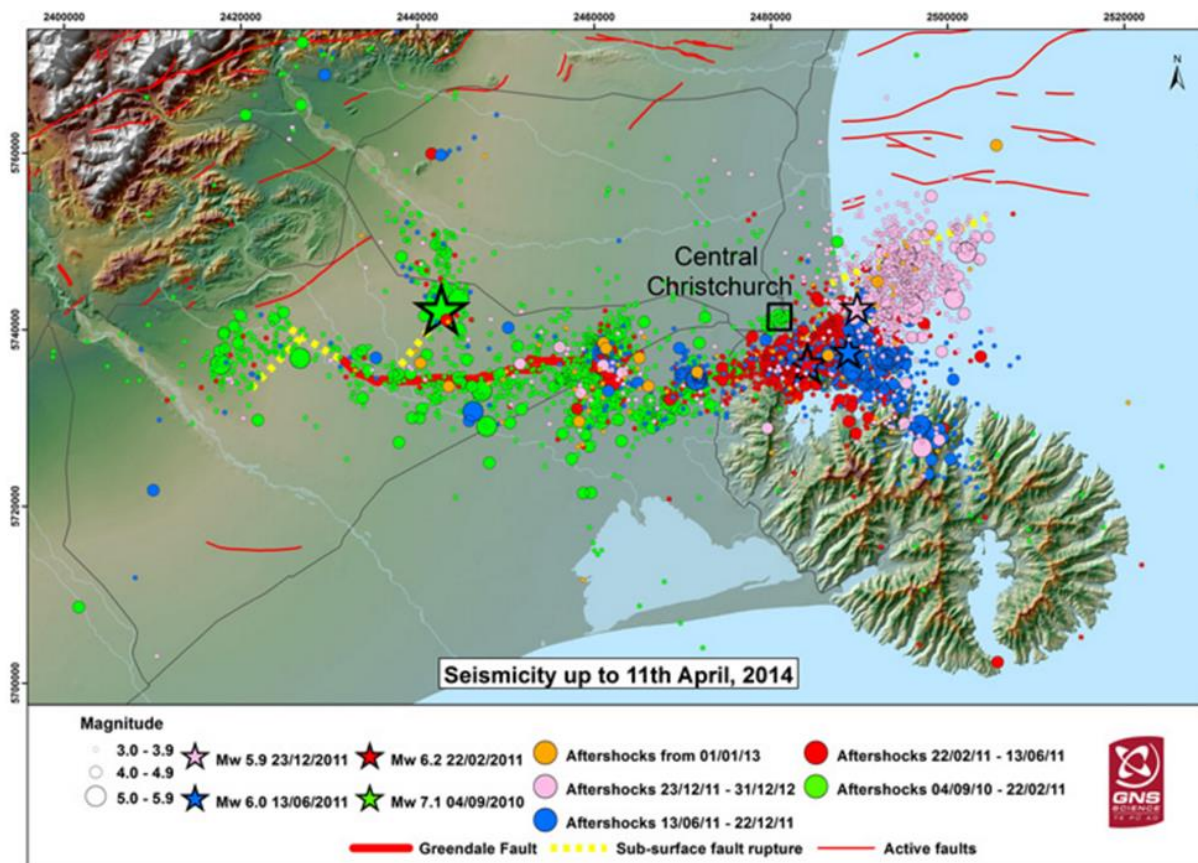 2400000 2420000 2440000 2460000 2480000 2500000 2520000
N
5760000
Central
Christchurch
5740000
5720000
5700000
Seismicity up to 11th April, 2014
Magnitude
3.0 - 3.9
4.0 - 4.9
5.0 - 5.9
Mw 5.9 23/12/2011
Mw 6.2 22/02/2011
Mw 6.0 13/06/2011
Mw 7.1 04/09/2010
Aftershocks from 01/01/13
Aftershocks 22/02/11 - 13/06/11
Aftershocks 23/12/11 - 31/12/12
Aftershocks 04/09/10 - 22/02/11
Aftershocks 13/06/11 - 22/12/11
Greendale Fault
Sub-surface fault rupture
Active faults
GNS
SCIENCE
TE PŪ AO